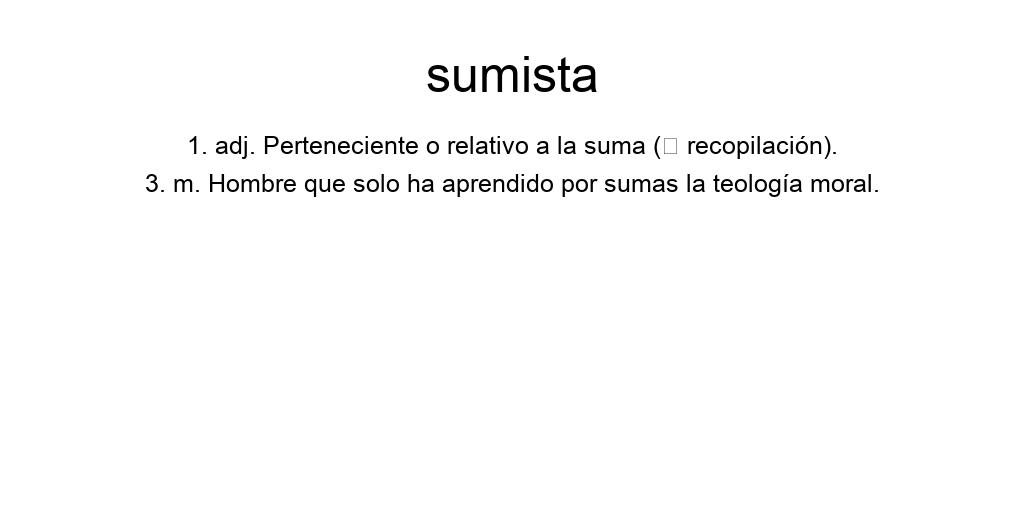 sumista
1. adj. Perteneciente o relativo a la suma (□ recopilación).
3. m. Hombre que solo ha aprendido por sumas la teología moral.